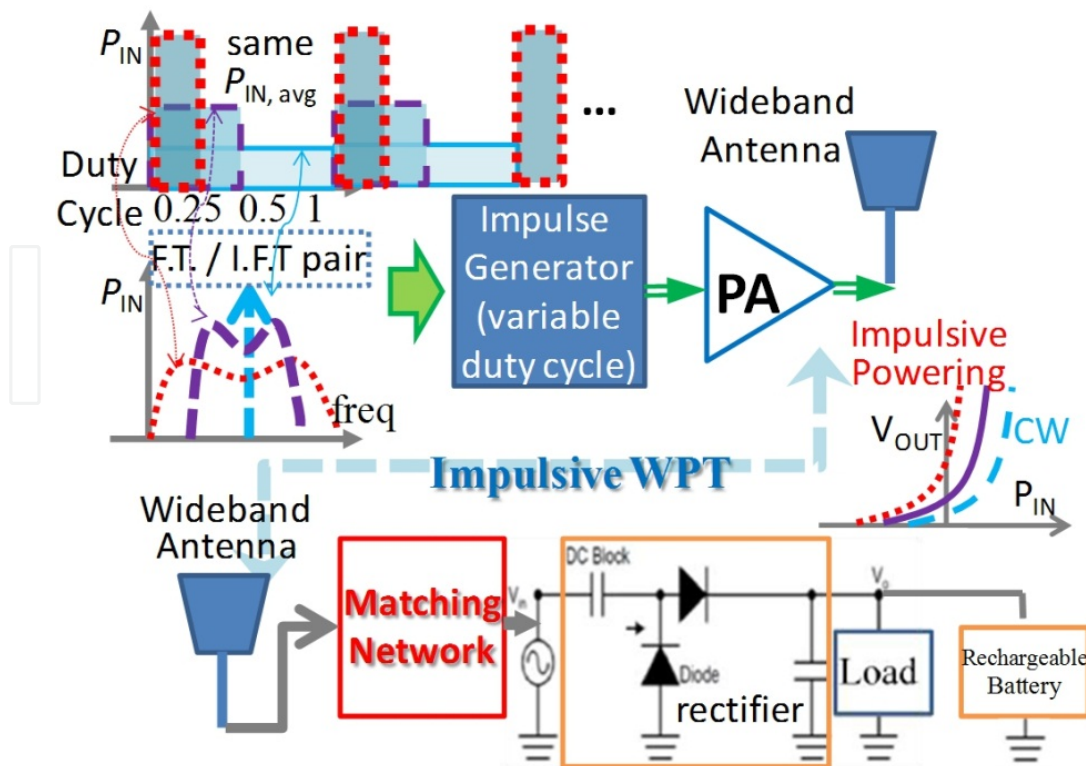 P_IN
same
P_IN, avg
...
Duty
Cycle 0.25 0.5 1
F.T. / I.F.T pair
P_IN
freq
Impulse
Generator
(variable
duty cycle)
PA
Wideband
Antenna
Impulsive
Powering
V_OUT
CW
P_IN
Impulsive WPT
Wideband
Antenna
Matching
Network
V_in
DC Block
Diode
rectifier
V_o
Load
Rechargeable
Battery